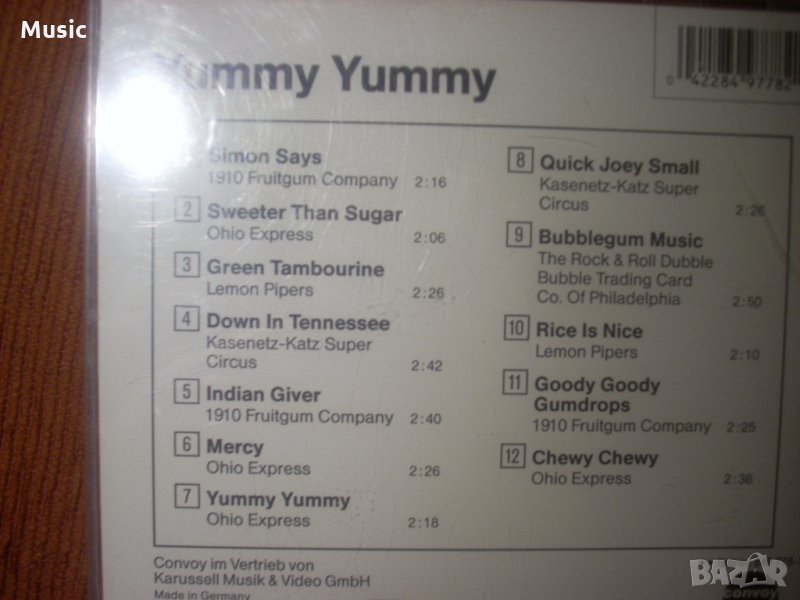 Music
Yummy Yummy
0 42284 97782
Simon Says
1910 Fruitgum Company 2:16
2 Sweeter Than Sugar
Ohio Express 2:06
3 Green Tambourine
Lemon Pipers 2:26
4 Down In Tennessee
Kasenetz-Katz Super
Circus 2:42
5 Indian Giver
1910 Fruitgum Company 2:40
6 Mercy
Ohio Express 2:26
7 Yummy Yummy
Ohio Express 2:18
8 Quick Joey Small
Kasenetz-Katz Super
Circus 2:26
9 Bubblegum Music
The Rock & Roll Dubble
Bubble Trading Card
Co. Of Philadelphia 2:50
10 Rice Is Nice
Lemon Pipers 2:10
11 Goody Goody
Gumdrops
1910 Fruitgum Company 2:25
12 Chewy Chewy
Ohio Express 2:36
Convoy im Vertrieb von
Karussell Musik & Video GmbH
Made in Germany
BAZAR
convoy